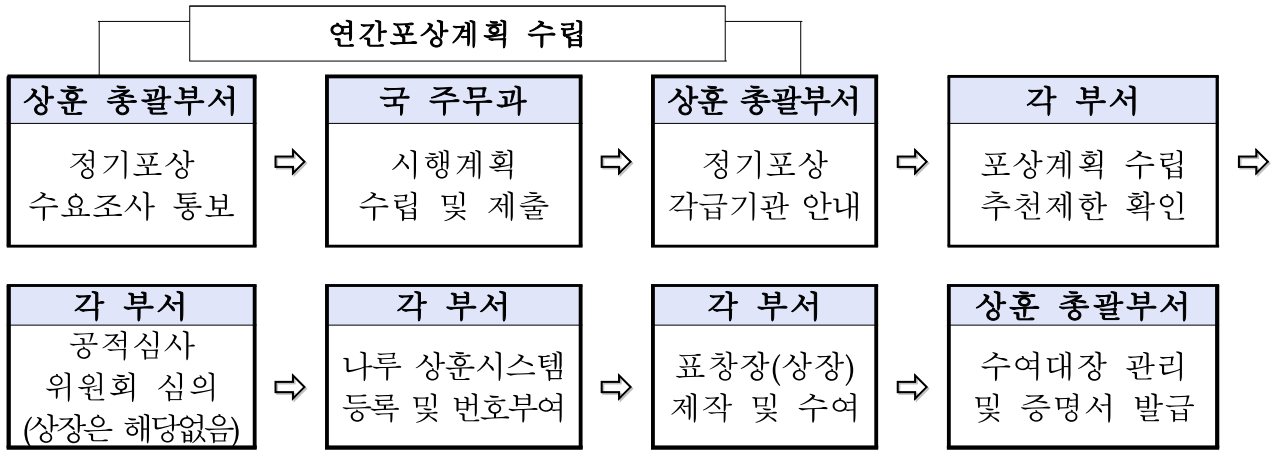 연간포상계획 수립
상훈 총괄부서
정기포상
수요조사 통보
⇨
국 주무과
시행계획
수립 및 제출
⇨
상훈 총괄부서
정기포상
각급기관 안내
⇨
각 부서
포상계획 수립
추천제한 확인
⇨
각 부서
공적심사
위원회 심의
(상장은 해당없음)
⇨
각 부서
나루 상훈시스템
등록 및 번호부여
⇨
각 부서
표창장(상장)
제작 및 수여
⇨
상훈 총괄부서
수여대장 관리
및 증명서 발급